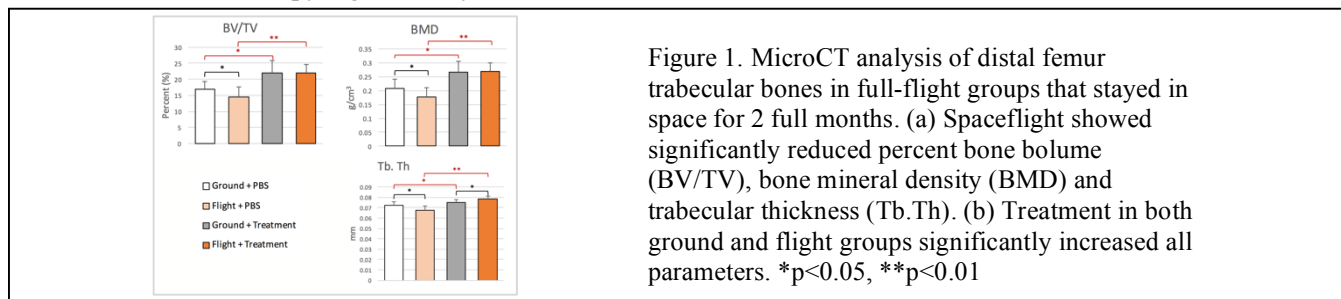 BV/TV
**
*
*
Percent (%)
30
25
20
15
10
5
0
BMD
**
*
*
g/cm³
0.35
0.3
0.25
0.2
0.15
0.1
0.05
0
Ground + PBS
Flight + PBS
Ground + Treatment
Flight + Treatment
Tb. Th
**
*
*
*
mm
0.09
0.08
0.07
0.06
0.05
0.04
0.03
0.02
0.01
0
Figure 1. MicroCT analysis of distal femur
trabecular bones in full-flight groups that stayed in
space for 2 full months. (a) Spaceflight showed
significantly reduced percent bone bolume
(BV/TV), bone mineral density (BMD) and
trabecular thickness (Tb.Th). (b) Treatment in both
ground and flight groups significantly increased all
parameters. *p<0.05, **p<0.01